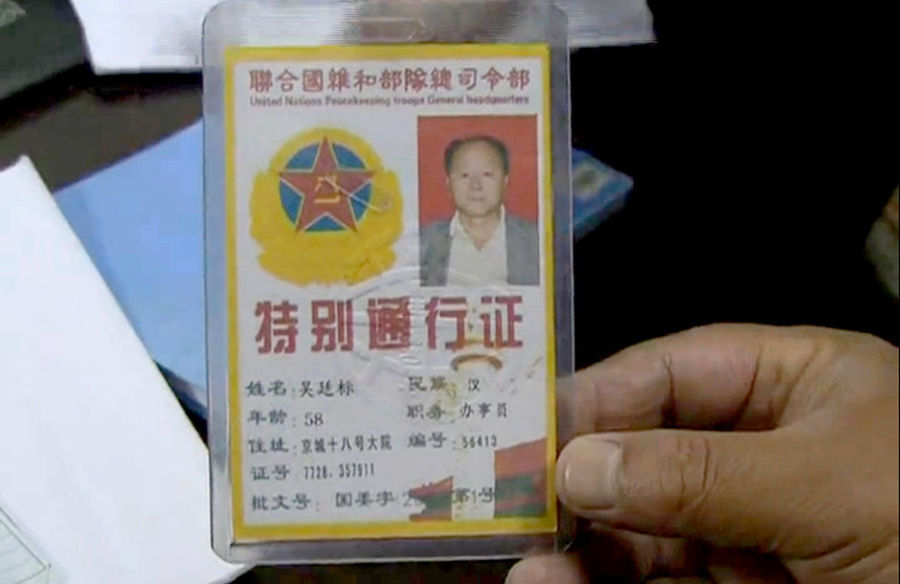 聯合國維和部隊總司令部
United Nations Peacekeeping troops General headquarters
特别通行证
姓名:吴廷标 民族 汉
年龄:58 职务 办事员
住址:京城十八号大院 编号:56413
证号 7728.357911
批文号:国委字 第 号